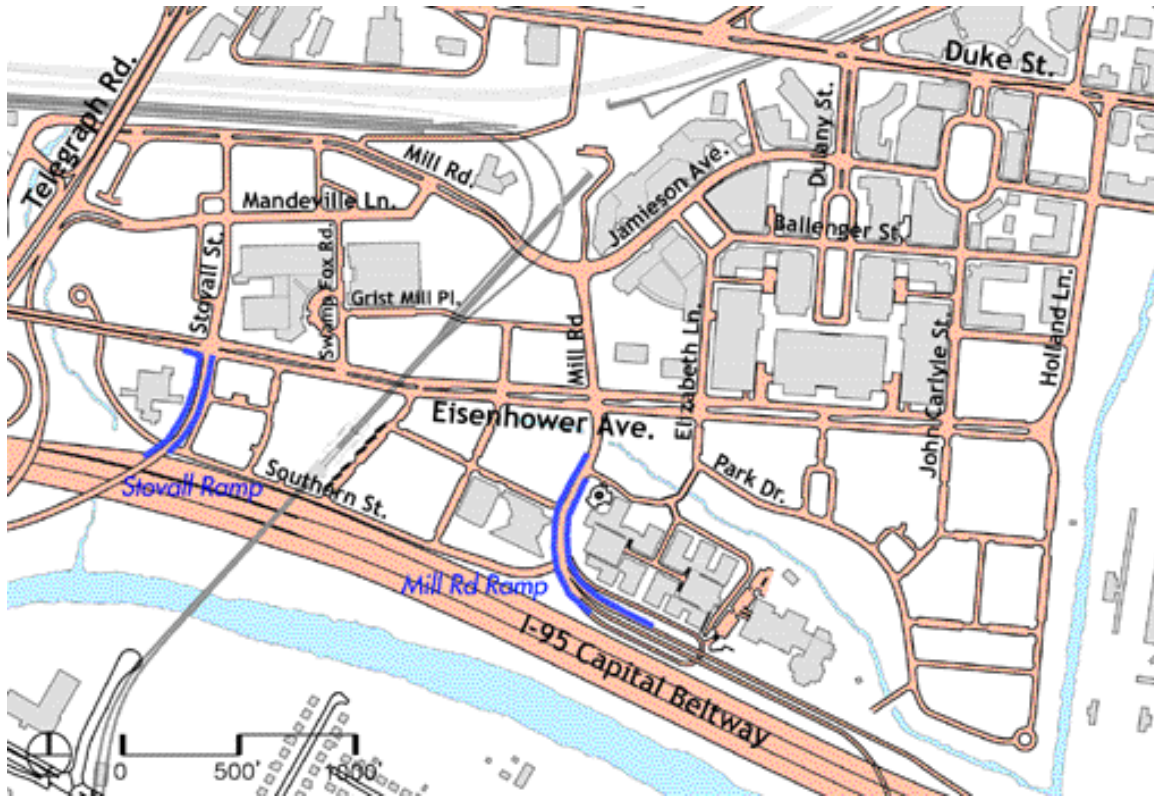 Duke St.
Telegraph Rd.
Dulany St.
Mill Rd.
Jamieson Ave.
Mandeville Ln.
Ballenger St.
Stovall St.
Swamp Fox Rd.
Grist Mill Pl.
Mill Rd
Elizabeth Ln.
John Carlyle St.
Holland Ln.
Eisenhower Ave.
Stovall Ramp
Southern St.
Park Dr.
Mill Rd Ramp
I-95 Capital Beltway
0 500' 1000'